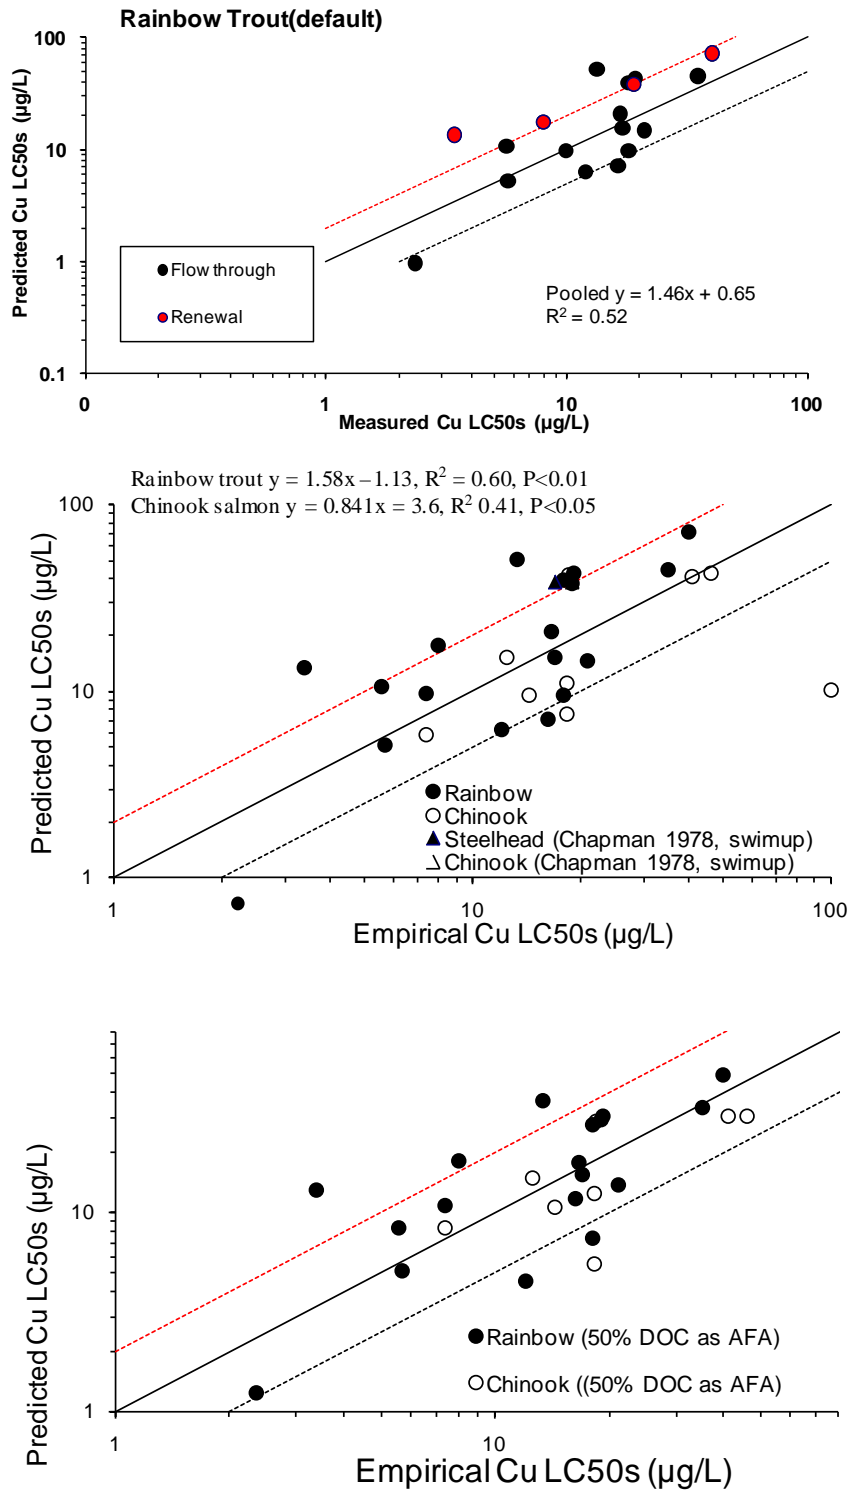 Rainbow Trout(default)
100
10
1
0.1
Predicted Cu LC50s (µg/L)
Flow through
Renewal
Pooled y = 1.46x + 0.65
R² = 0.52
0
1
10
100
Measured Cu LC50s (µg/L)
Rainbow trout y = 1.58x – 1.13, R² = 0.60, P<0.01
Chinook salmon y = 0.841x = 3.6, R² 0.41, P<0.05
100
10
1
Predicted Cu LC50s (µg/L)
Rainbow
Chinook
Steelhead (Chapman 1978, swimup)
Chinook (Chapman 1978, swimup)
1
10
100
Empirical Cu LC50s (µg/L)
10
1
Predicted Cu LC50s (µg/L)
Rainbow (50% DOC as AFA)
Chinook ((50% DOC as AFA)
1
10
Empirical Cu LC50s (µg/L)